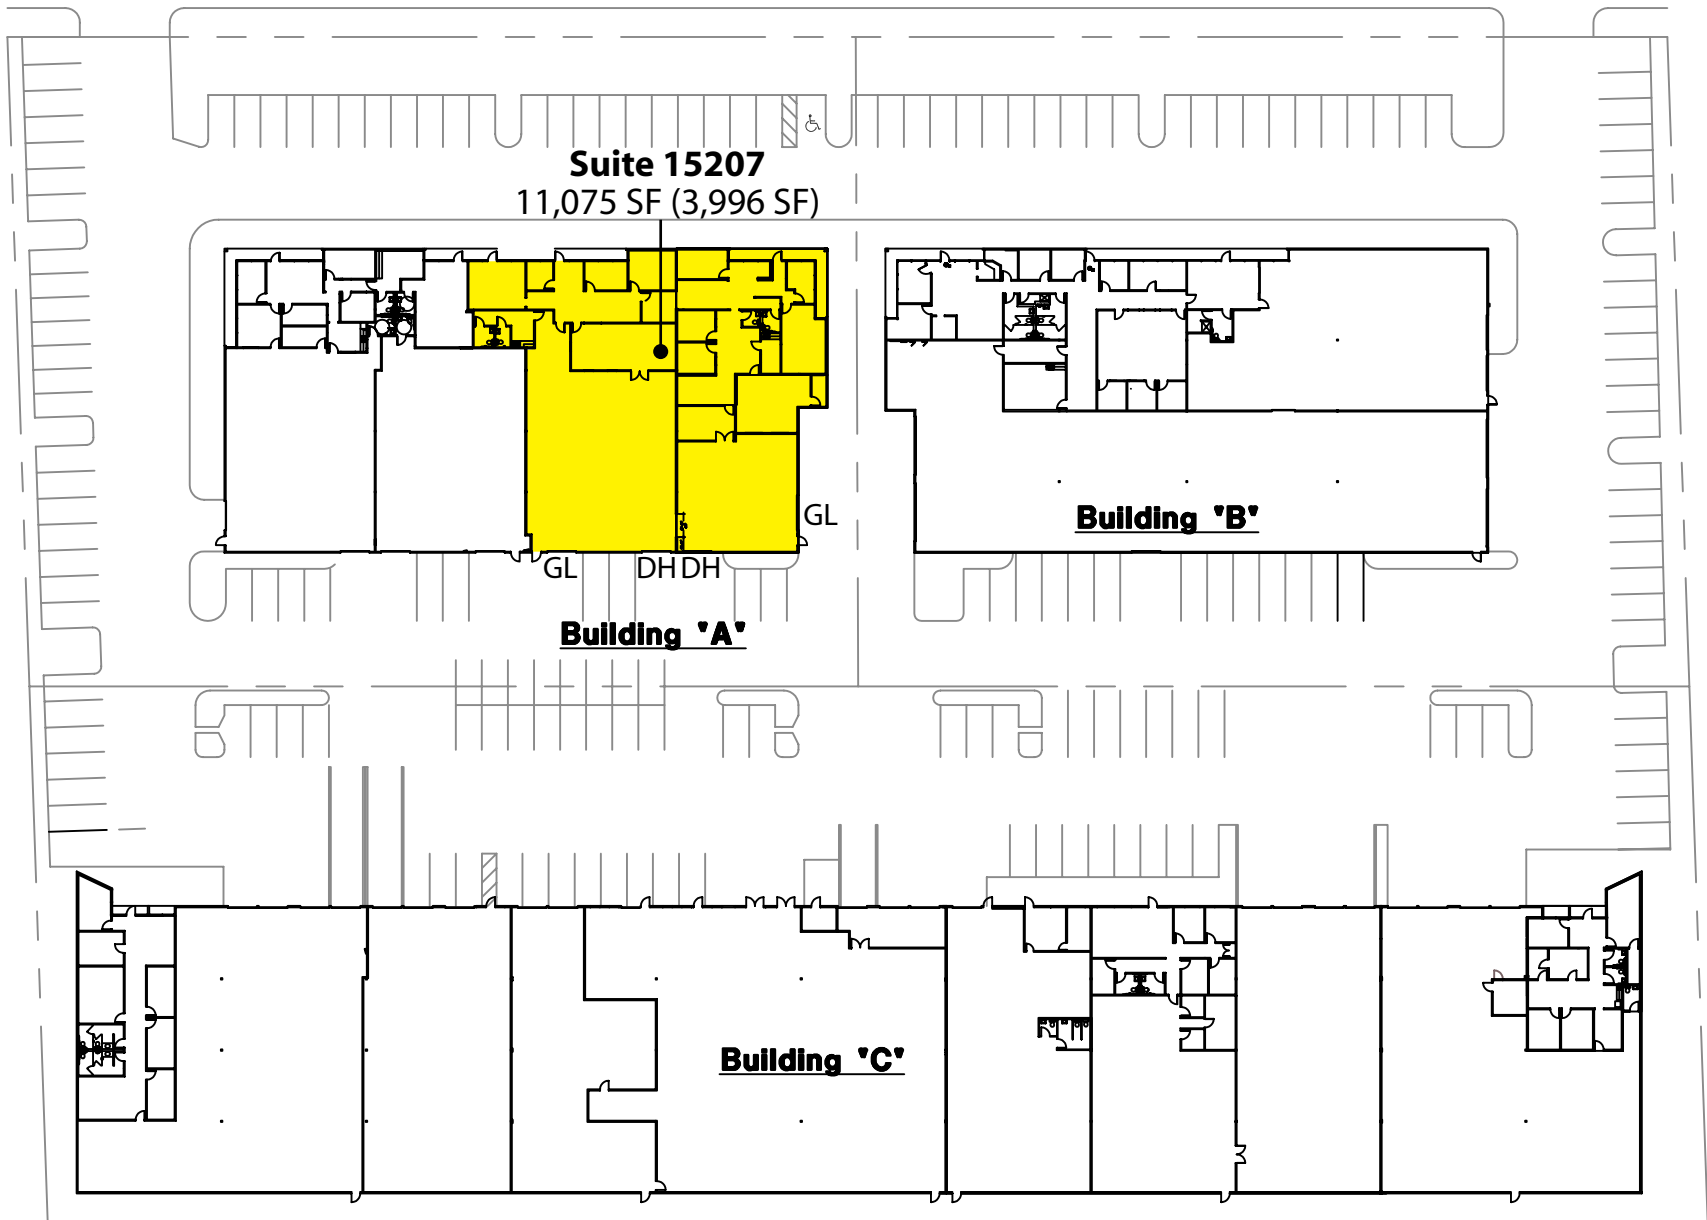 Suite 15207
11,075 SF (3,996 SF)
GL
Building "B"
GL
DH DH
Building "A"
Building "C"